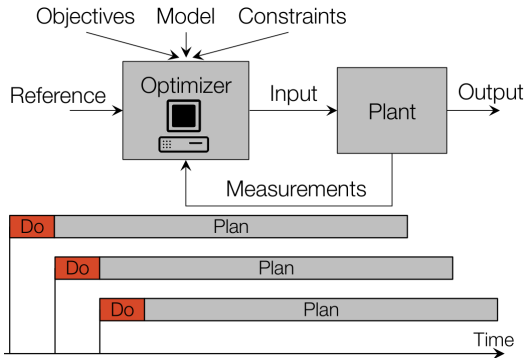 Objectives Model Constraints
Optimizer
Reference
Input
Plant
Output
Measurements
Do Plan
Do Plan
Do Plan
Time